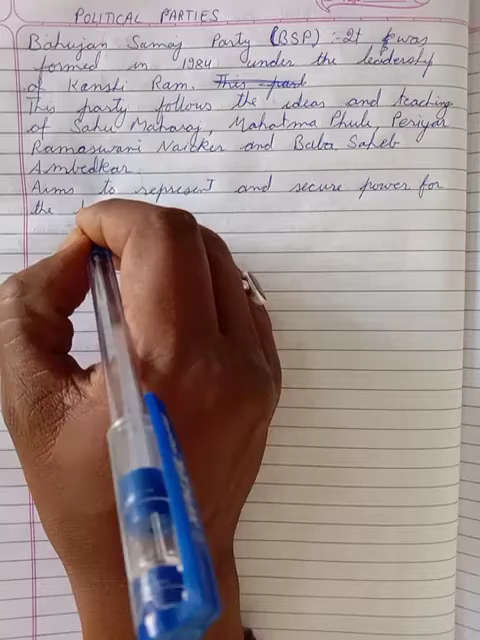 POLITICAL PARTIES
Bahujan Samaj Party (BSP) :- It was
formed in 1984 under the leadership
of Kanshi Ram. This part
This party follows the ideas and teaching
of Sahu Maharaj, Mahatma Phule, Periyar
Ramaswani Naicker and Baba Saheb
Ambedkar.
Aims to represent and secure power for
the